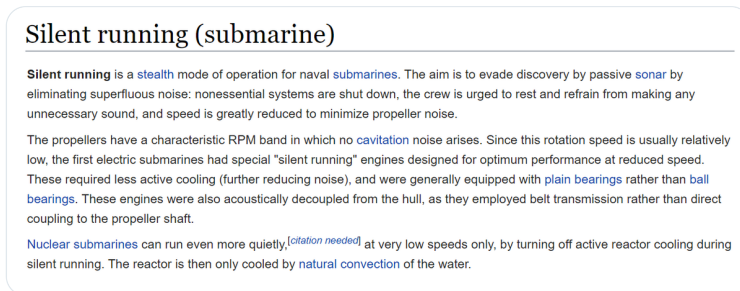 Silent running (submarine)
Silent running is a stealth mode of operation for naval submarines. The aim is to evade discovery by passive sonar by
eliminating superfluous noise: nonessential systems are shut down, the crew is urged to rest and refrain from making any
unnecessary sound, and speed is greatly reduced to minimize propeller noise.
The propellers have a characteristic RPM band in which no cavitation noise arises. Since this rotation speed is usually relatively
low, the first electric submarines had special "silent running" engines designed for optimum performance at reduced speed.
These required less active cooling (further reducing noise), and were generally equipped with plain bearings rather than ball
bearings. These engines were also acoustically decoupled from the hull, as they employed belt transmission rather than direct
coupling to the propeller shaft.
Nuclear submarines can run even more quietly,[citation needed] at very low speeds only, by turning off active reactor cooling during
silent running. The reactor is then only cooled by natural convection of the water.